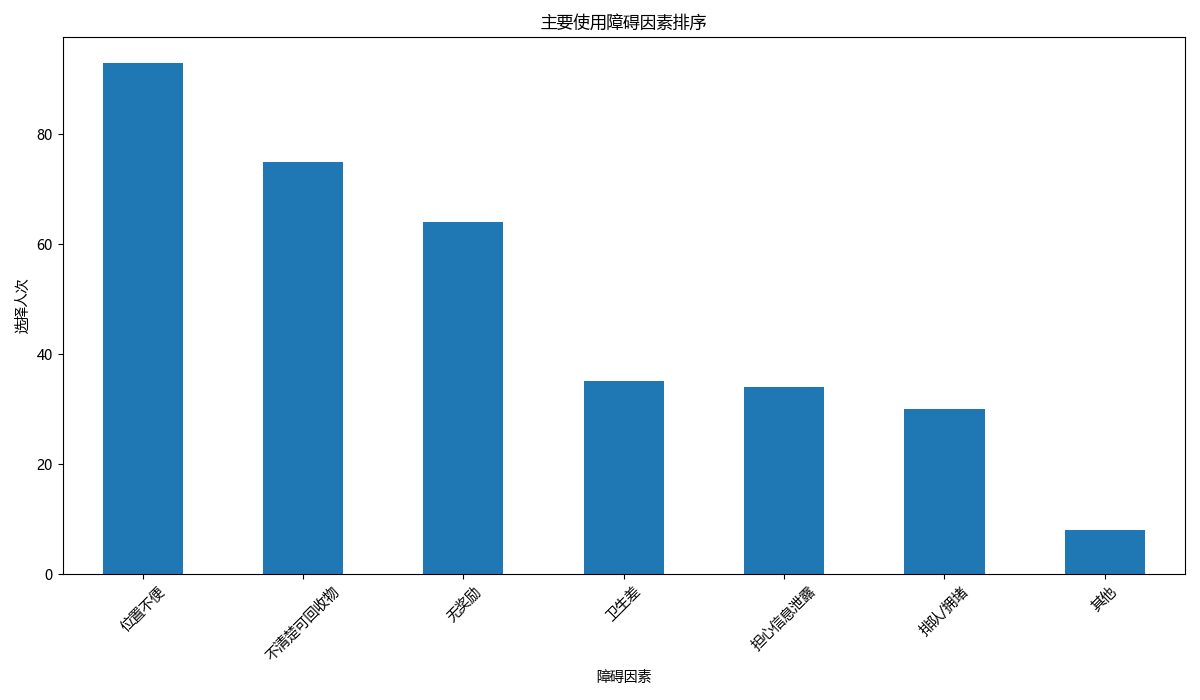 主要使用障碍因素排序
选择人次
80
60
40
20
0
位置不便
不清楚可回收物
无奖励
卫生差
担心信息泄露
排队/拥堵
其他
障碍因素